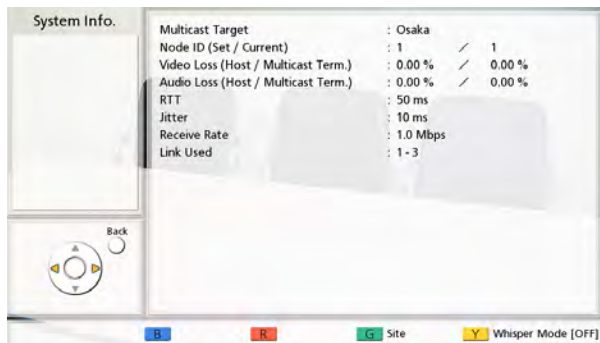 System Info.
Multicast Target : Osaka
Node ID (Set / Current) : 1 / 1
Video Loss (Host / Multicast Term.) : 0.00 % / 0.00 %
Audio Loss (Host / Multicast Term.) : 0.00 % / 0.00 %
RTT : 50 ms
Jitter : 10 ms
Receive Rate : 1.0 Mbps
Link Used : 1 - 3
Back
B R G Site Y Whisper Mode [OFF]